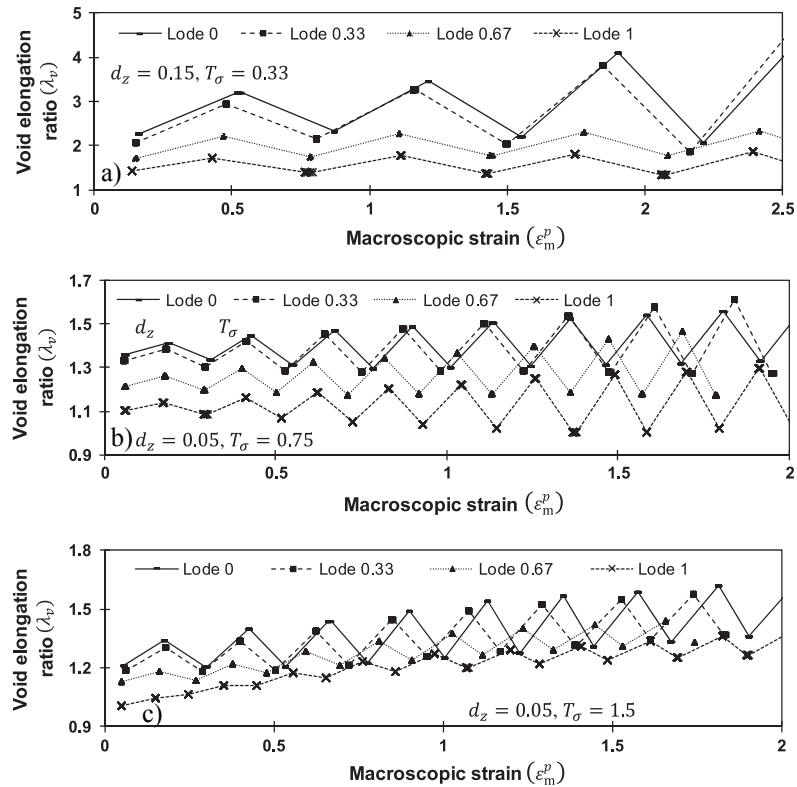 5
4
3
2
1
Void elongation
ratio (λᵥ)
Lode 0 Lode 0.33 Lode 0.67 Lode 1
d_z = 0.15, T_σ = 0.33
a)
0 0.5 1 1.5 2 2.5
Macroscopic strain (ε_m^p)
1.7
1.5
1.3
1.1
0.9
Void elongation
ratio (λᵥ)
Lode 0 Lode 0.33 Lode 0.67 Lode 1
d_z T_σ
b) d_z = 0.05, T_σ = 0.75
0 0.5 1 1.5 2
Macroscopic strain (ε_m^p)
1.8
1.5
1.2
0.9
Void elongation
ratio (λᵥ)
Lode 0 Lode 0.33 Lode 0.67 Lode 1
c) d_z = 0.05, T_σ = 1.5
0 0.5 1 1.5 2
Macroscopic strain (ε_m^p)